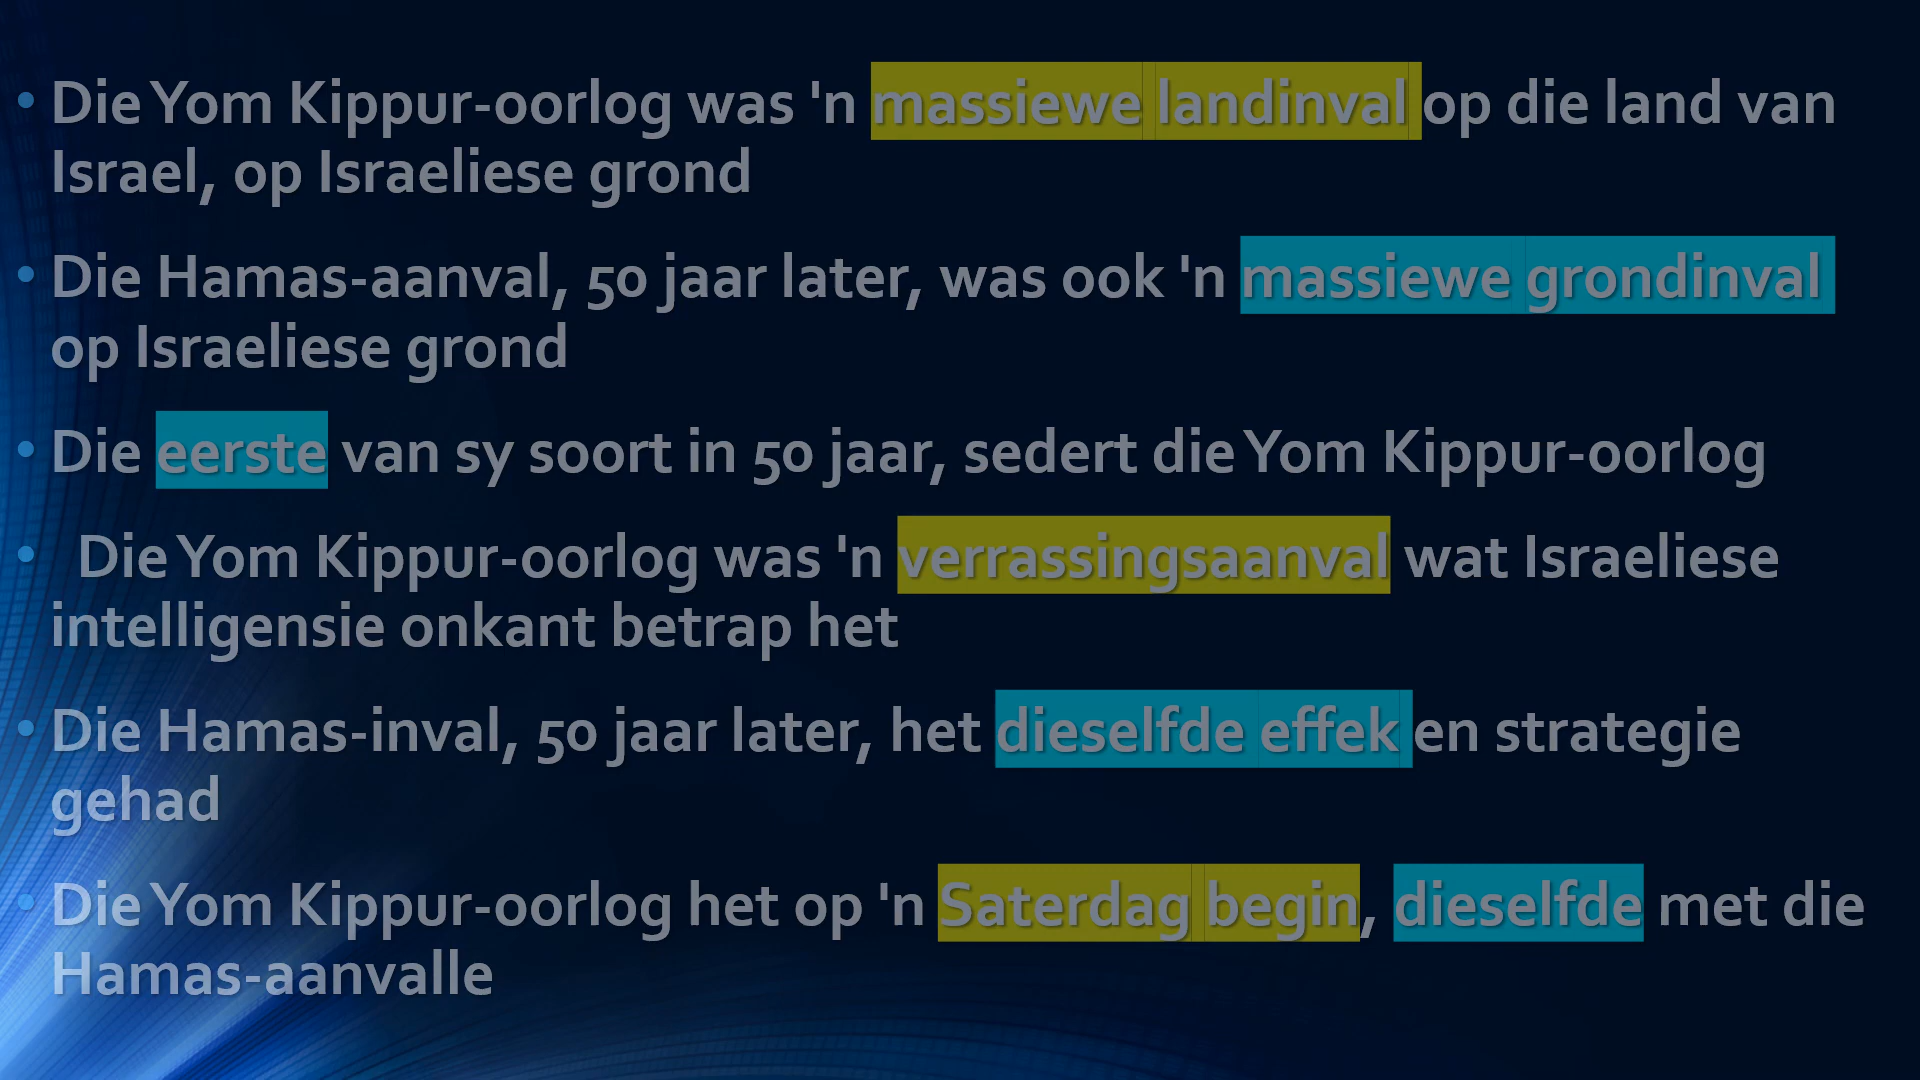 • Die Yom Kippur-oorlog was 'n massiewe landinval op die land van
Israel, op Israeliese grond
• Die Hamas-aanval, 50 jaar later, was ook 'n massiewe grondinval
op Israeliese grond
• Die eerste van sy soort in 50 jaar, sedert die Yom Kippur-oorlog
• Die Yom Kippur-oorlog was 'n verrassingsaanval wat Israeliese
intelligensie onkant betrap het
• Die Hamas-inval, 50 jaar later, het dieselfde effek en strategie
gehad
• Die Yom Kippur-oorlog het op 'n Saterdag begin, dieselfde met die
Hamas-aanvalle